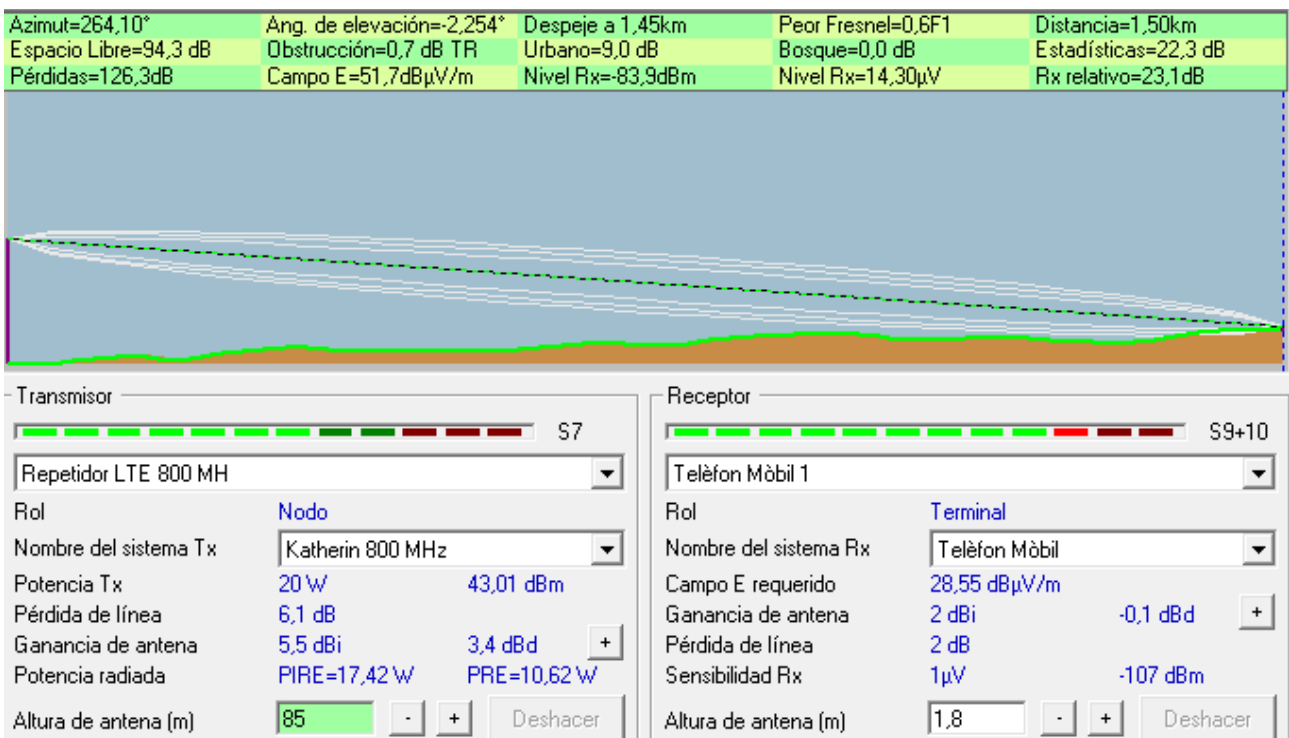 Azimut=264,10° Ang. de elevación=-2,254° Despeje a 1,45km Peor Fresnel=0,6F1 Distancia=1,50km
Espacio Libre=94,3 dB Obstrucción=0,7 dB TR Urbano=9,0 dB Bosque=0,0 dB Estadísticas=22,3 dB
Pérdidas=126,3dB Campo E=51,7dBµV/m Nivel Rx=-83,9dBm Nivel Rx=14,30µV Rx relativo=23,1dB
Transmisor
S7
Repetidor LTE 800 MH
Rol Nodo
Nombre del sistema Tx Katherin 800 MHz
Potencia Tx 20 W 43,01 dBm
Pérdida de línea 6,1 dB
Ganancia de antena 5,5 dBi 3,4 dBd +
Potencia radiada PIRE=17,42 W PRE=10,62 W
Altura de antena (m) 85 - + Deshacer
Receptor
S9+10
Telèfon Mòbil 1
Rol Terminal
Nombre del sistema Rx Telèfon Mòbil
Campo E requerido 28,55 dBµV/m
Ganancia de antena 2 dBi -0,1 dBd +
Pérdida de línea 2 dB
Sensibilidad Rx 1µV -107 dBm
Altura de antena (m) 1,8 - + Deshacer